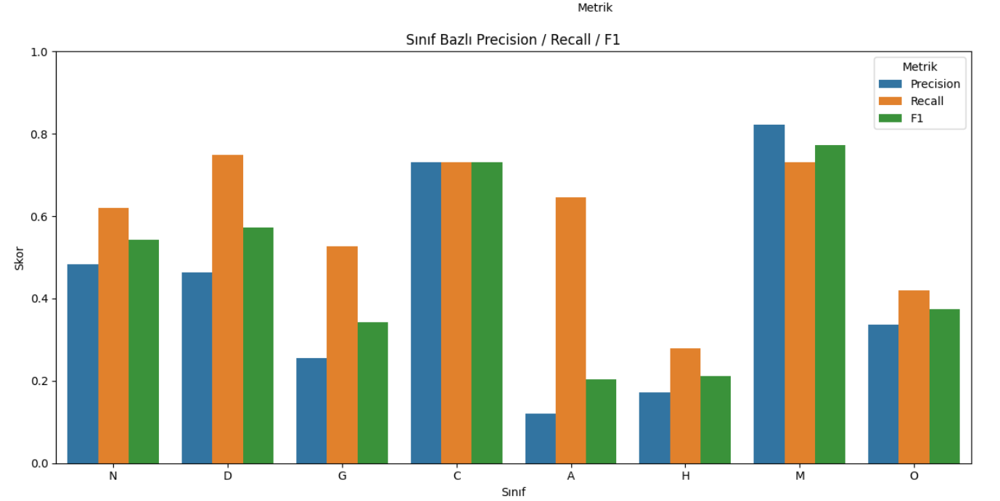 Metrik
Sınıf Bazlı Precision / Recall / F1
Metrik
Precision
Recall
F1
Skor
1.0
0.8
0.6
0.4
0.2
0.0
N D G C A H M O
Sınıf